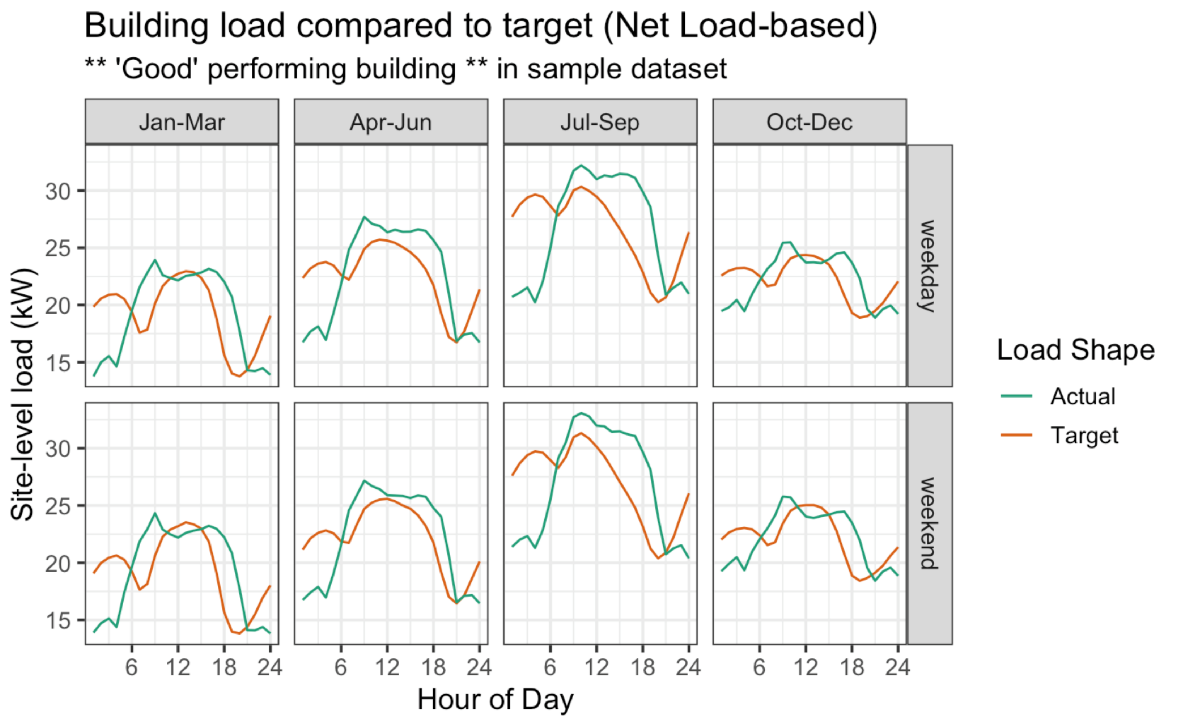 Building load compared to target (Net Load-based)
** 'Good' performing building ** in sample dataset
Jan-Mar Apr-Jun Jul-Sep Oct-Dec
Site-level load (kW)
30
25
20
15
weekday
30
25
20
15
weekend
6 12 18 24 6 12 18 24 6 12 18 24 6 12 18 24
Hour of Day
Load Shape
Actual
Target